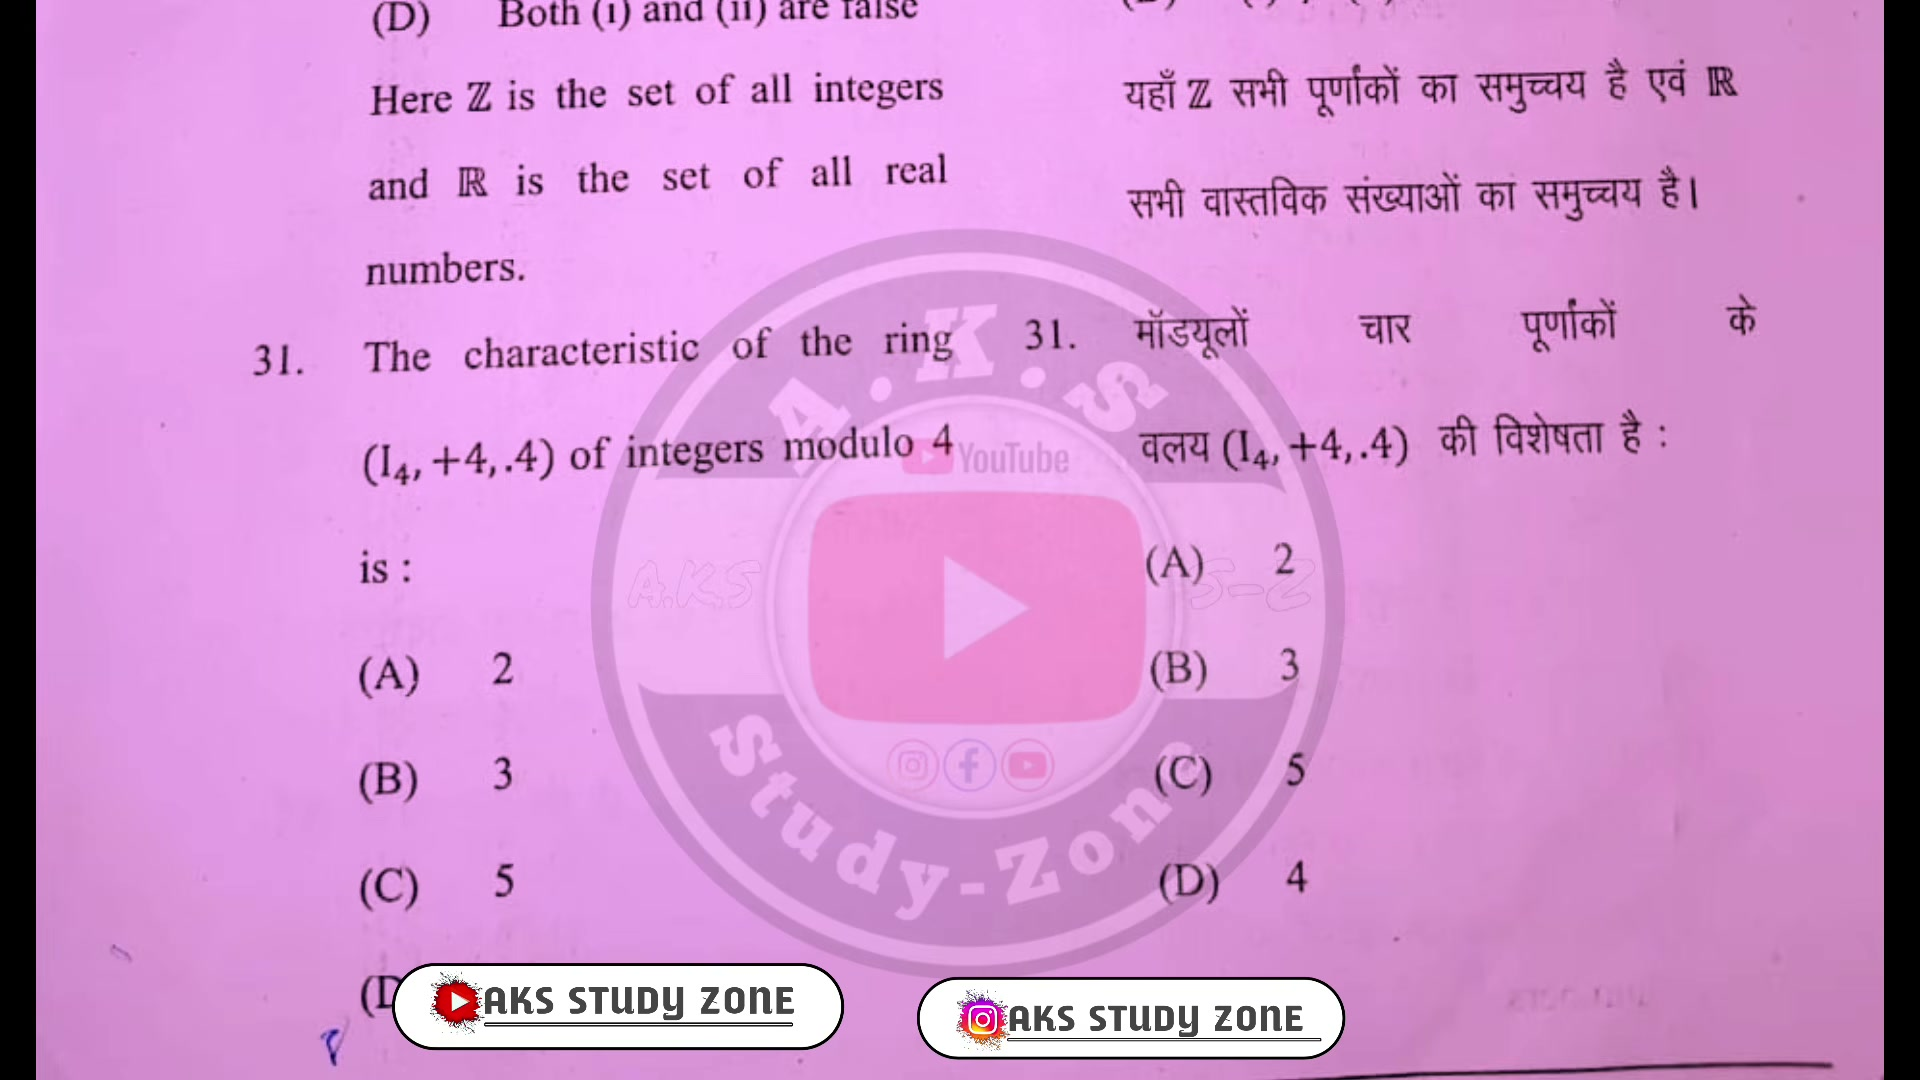 (D) Both (i) and (ii) are false
Here ℤ is the set of all integers
and ℝ is the set of all real
numbers.
31. The characteristic of the ring
(I₄, +4, .4) of integers modulo 4
is :
(A) 2
(B) 3
(C) 5
(D
यहाँ ℤ सभी पूर्णांकों का समुच्चय है एवं ℝ
सभी वास्तविक संख्याओं का समुच्चय है।
31. मॉडयूलों चार पूर्णांकों के
वलय (I₄, +4, .4) की विशेषता है :
(A) 2
(B) 3
(C) 5
(D) 4
A.K.S
YouTube
A.K.S
S-Z
Study-Zone
AKS STUDY ZONE
AKS STUDY ZONE